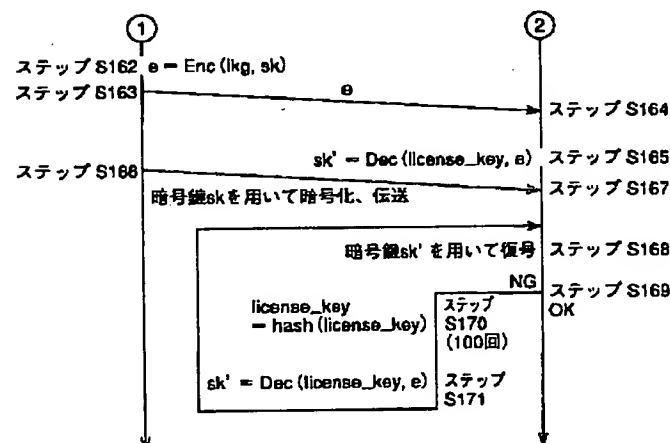 ① ②
ステップ S162 e = Enc (lkg, sk)
ステップ S163 e ステップ S164
sk' = Dec (license_key, e) ステップ S165
ステップ S166 ステップ S167
暗号鍵skを用いて暗号化、伝送
暗号鍵sk' を用いて復号 ステップ S168
NG ステップ S169
OK
license_key
= hash (license_key)
ステップ
S170
(100回)
sk' = Dec (license_key, e)
ステップ
S171